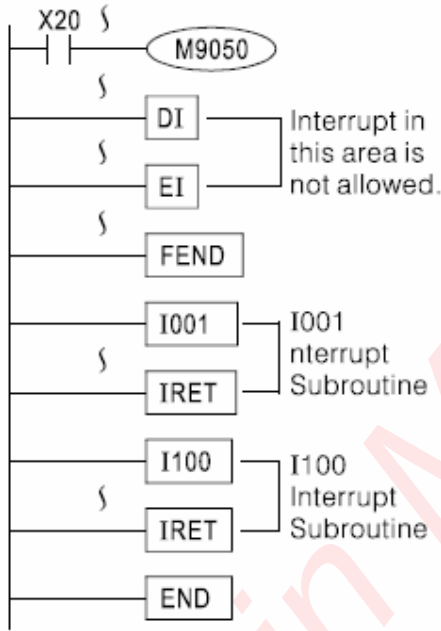 X20
M9050
DI
Interrupt in
this area is
EI
not allowed.
FEND
I001
I001
nterrupt
IRET
Subroutine
I100
I100
Interrupt
IRET
Subroutine
END